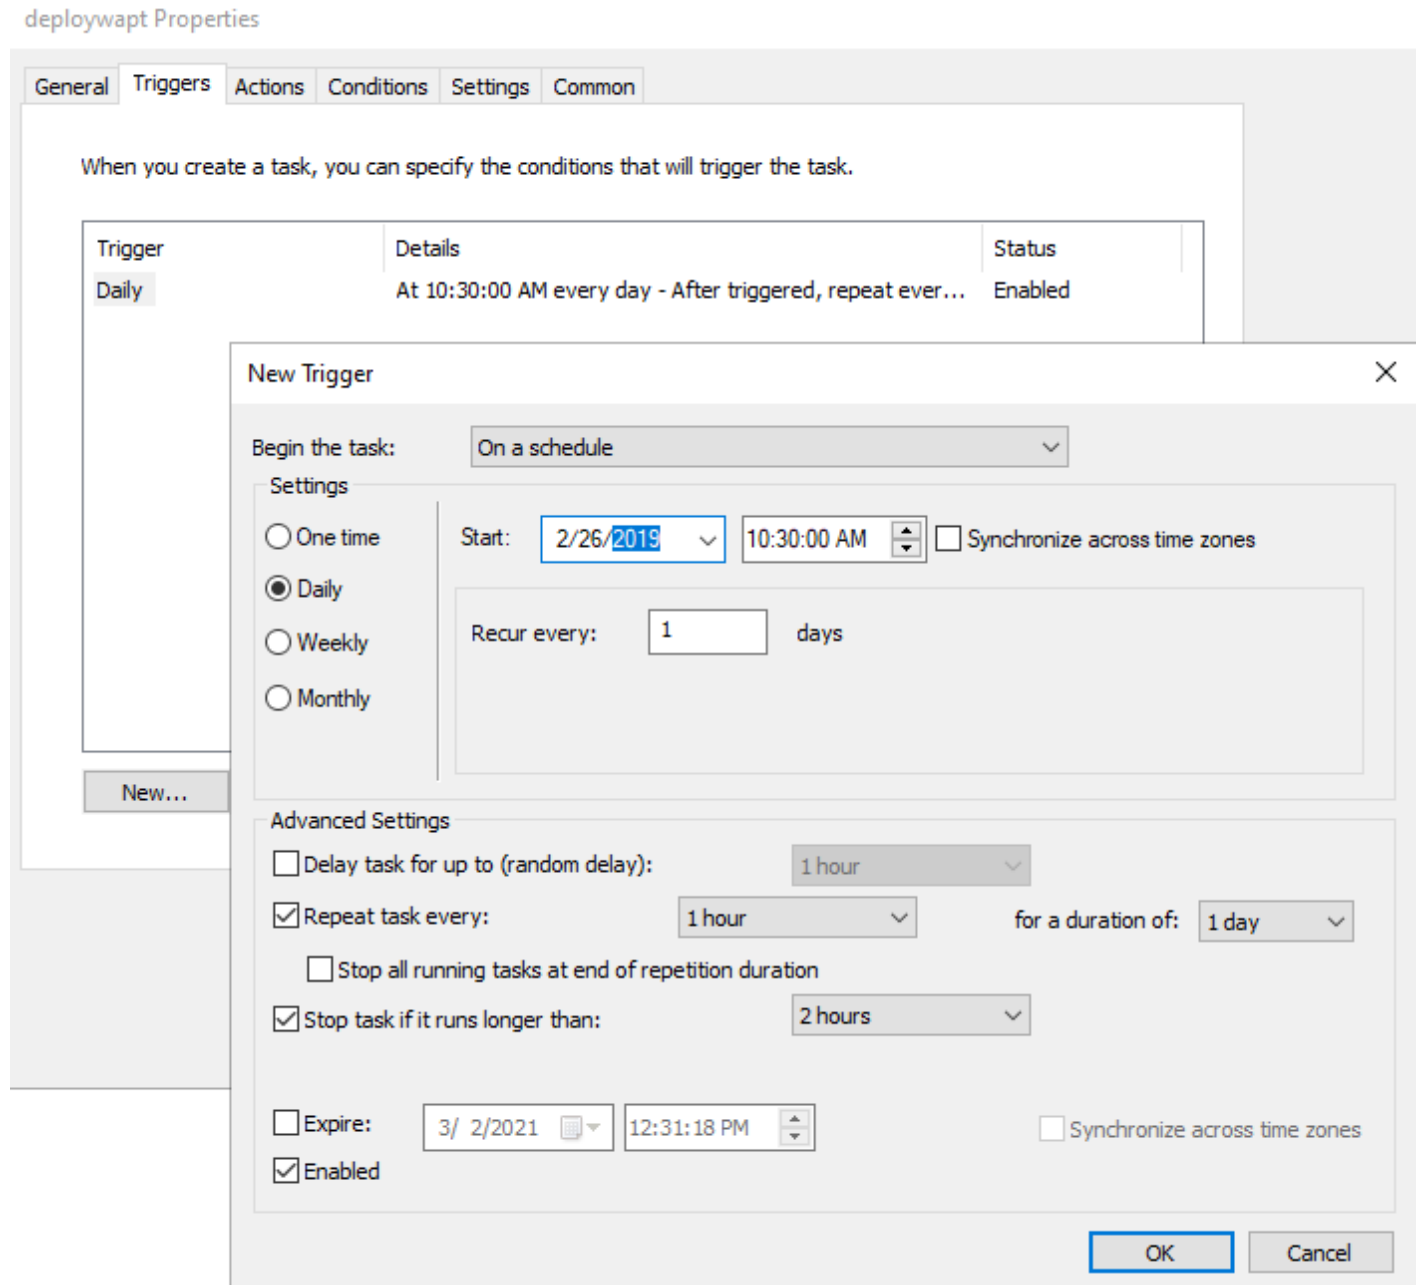 deploywapt Properties
General Triggers Actions Conditions Settings Common
When you create a task, you can specify the conditions that will trigger the task.
Trigger Details Status
Daily At 10:30:00 AM every day - After triggered, repeat ever... Enabled
New Trigger
Begin the task: On a schedule
Settings
One time Start: 2/26/2019 10:30:00 AM Synchronize across time zones
Daily
Recur every: 1 days
Weekly
Monthly
New...
Advanced Settings
Delay task for up to (random delay): 1 hour
Repeat task every: 1 hour for a duration of: 1 day
Stop all running tasks at end of repetition duration
Stop task if it runs longer than: 2 hours
Expire: 3/ 2/2021 12:31:18 PM Synchronize across time zones
Enabled
OK Cancel